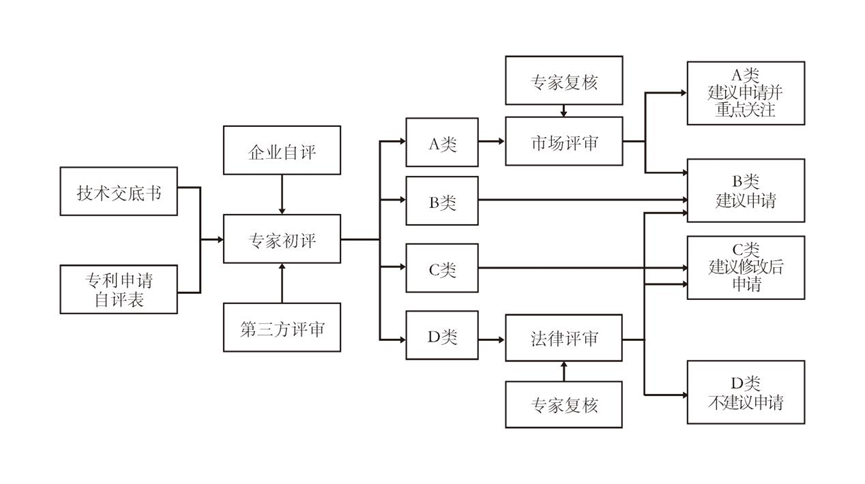 技术交底书
专利申请
自评表
企业自评
专家初评
第三方评审
A类
B类
C类
D类
专家复核
市场评审
法律评审
专家复核
A类
建议申请并
重点关注
B类
建议申请
C类
建议修改后
申请
D类
不建议申请